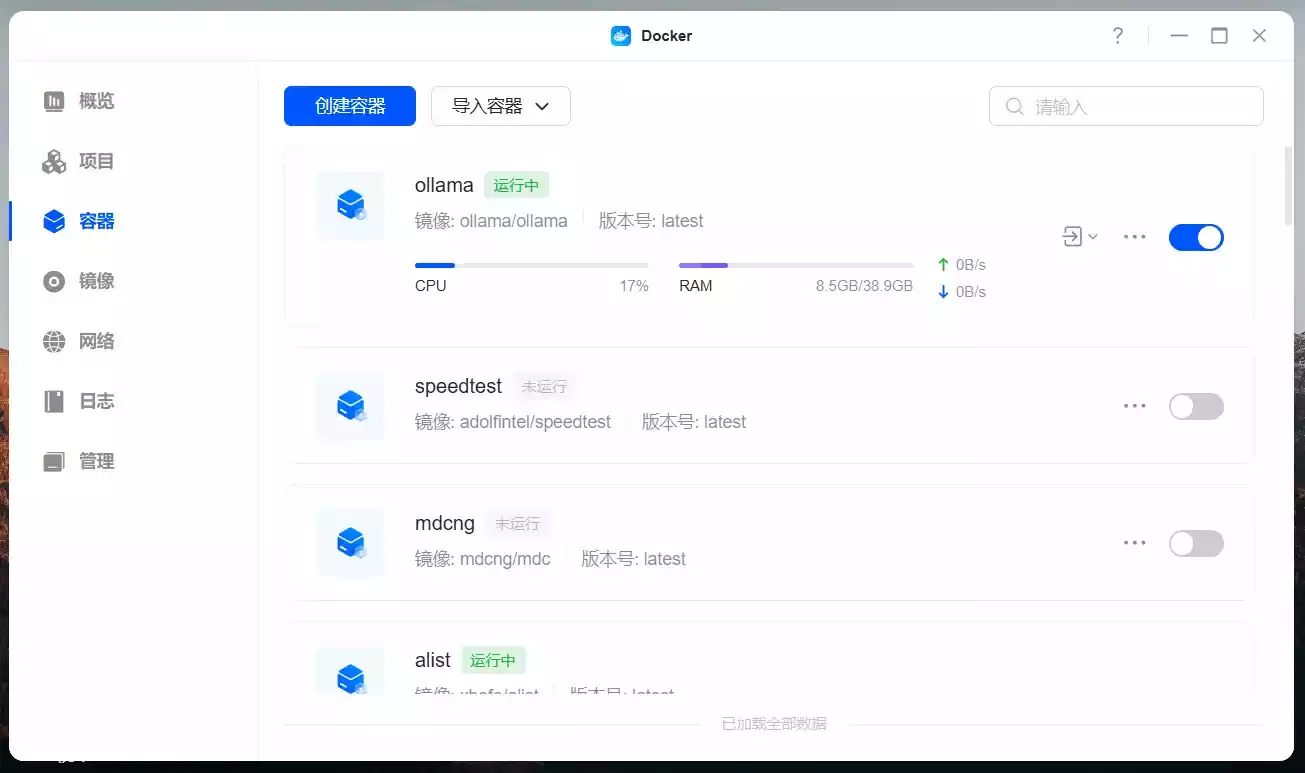 Docker
?
概览
项目
容器
镜像
网络
日志
管理
创建容器
导入容器
请输入
ollama 运行中
镜像: ollama/ollama 版本号: latest
CPU 17%
RAM 8.5GB/38.9GB
0B/s
0B/s
speedtest 未运行
镜像: adolfintel/speedtest 版本号: latest
mdcng 未运行
镜像: mdcng/mdc 版本号: latest
alist 运行中
镜像: xhofe/alist 版本号: latest
已加载全部数据